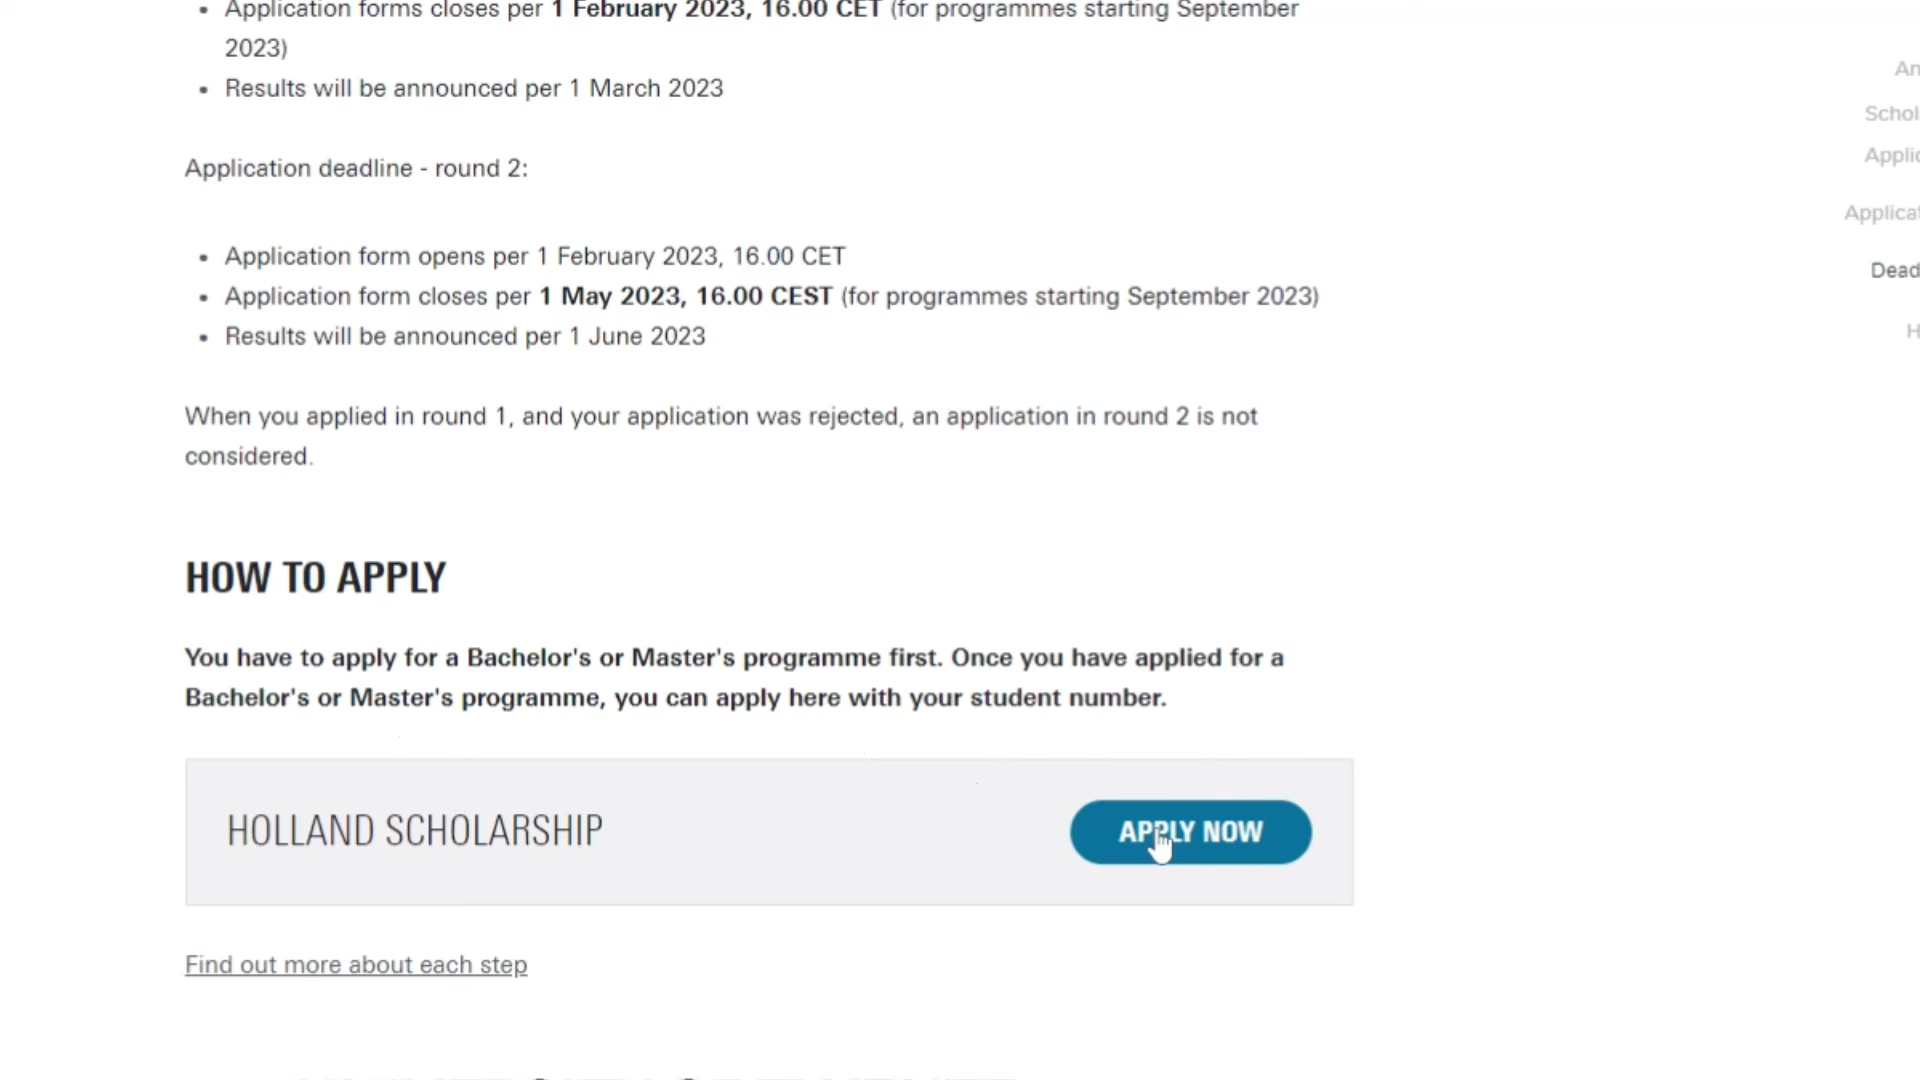 Application forms closes per 1 February 2023, 16.00 CET (for programmes starting September
2023)
Results will be announced per 1 March 2023
Application deadline - round 2:
Application form opens per 1 February 2023, 16.00 CET
Application form closes per 1 May 2023, 16.00 CEST (for programmes starting September 2023)
Results will be announced per 1 June 2023
When you applied in round 1, and your application was rejected, an application in round 2 is not
considered.
HOW TO APPLY
You have to apply for a Bachelor's or Master's programme first. Once you have applied for a
Bachelor's or Master's programme, you can apply here with your student number.
HOLLAND SCHOLARSHIP
APPLY NOW
Find out more about each step